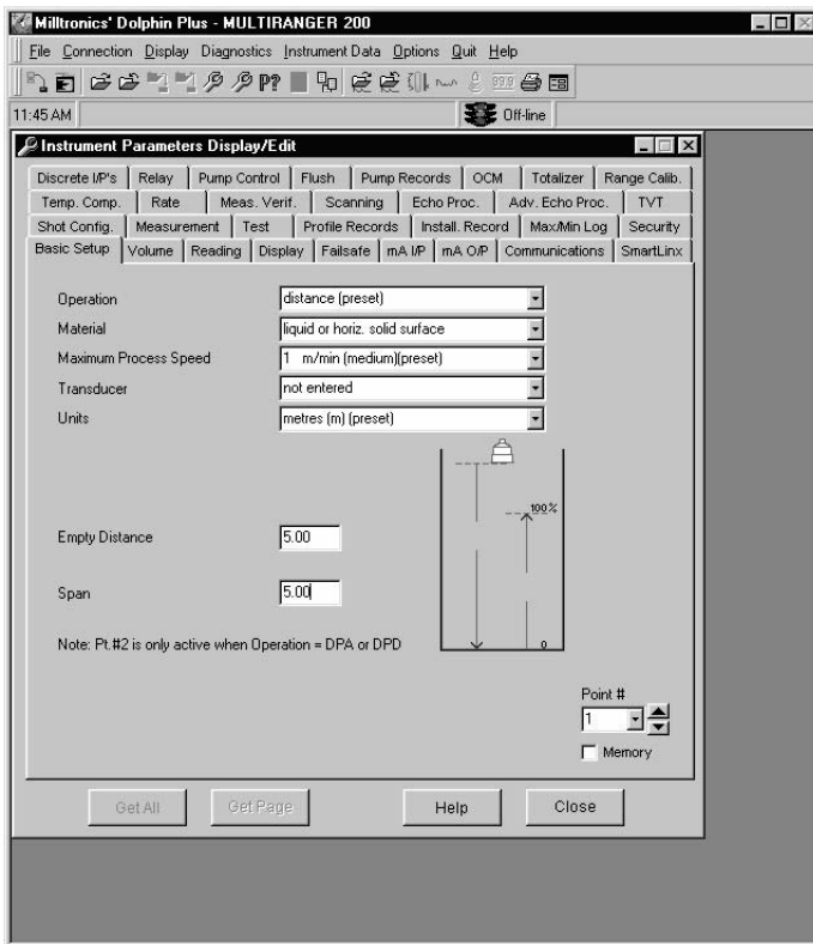 Milltronics' Dolphin Plus - MULTIRANGER 200
File Connection Display Diagnostics Instrument Data Options Quit Help
P? 99.9
11:45 AM Off-line
Instrument Parameters Display/Edit
Discrete I/P's Relay Pump Control Flush Pump Records OCM Totalizer Range Calib.
Temp. Comp. Rate Meas. Verif. Scanning Echo Proc. Adv. Echo Proc. TVT
Shot Config. Measurement Test Profile Records Install. Record Max/Min Log Security
Basic Setup Volume Reading Display Failsafe mA I/P mA O/P Communications SmartLinx
Operation distance (preset)
Material liquid or horiz. solid surface
Maximum Process Speed 1 m/min (medium)(preset)
Transducer not entered
Units metres (m) (preset)
100%
Empty Distance 5.00
Span 5.00
Note: Pt.#2 is only active when Operation = DPA or DPD 0
Point #
1
Memory
Get All Get Page Help Close